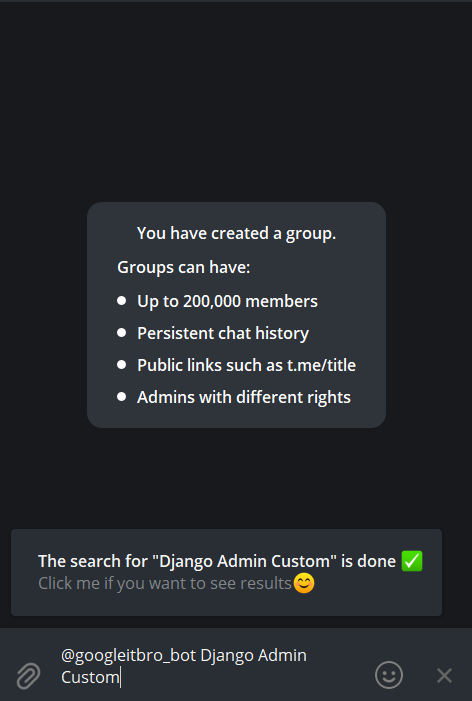 You have created a group.
Groups can have:
Up to 200,000 members
Persistent chat history
Public links such as t.me/title
Admins with different rights
The search for "Django Admin Custom" is done ✅
Click me if you want to see results😊
@googleitbro_bot Django Admin
Custom